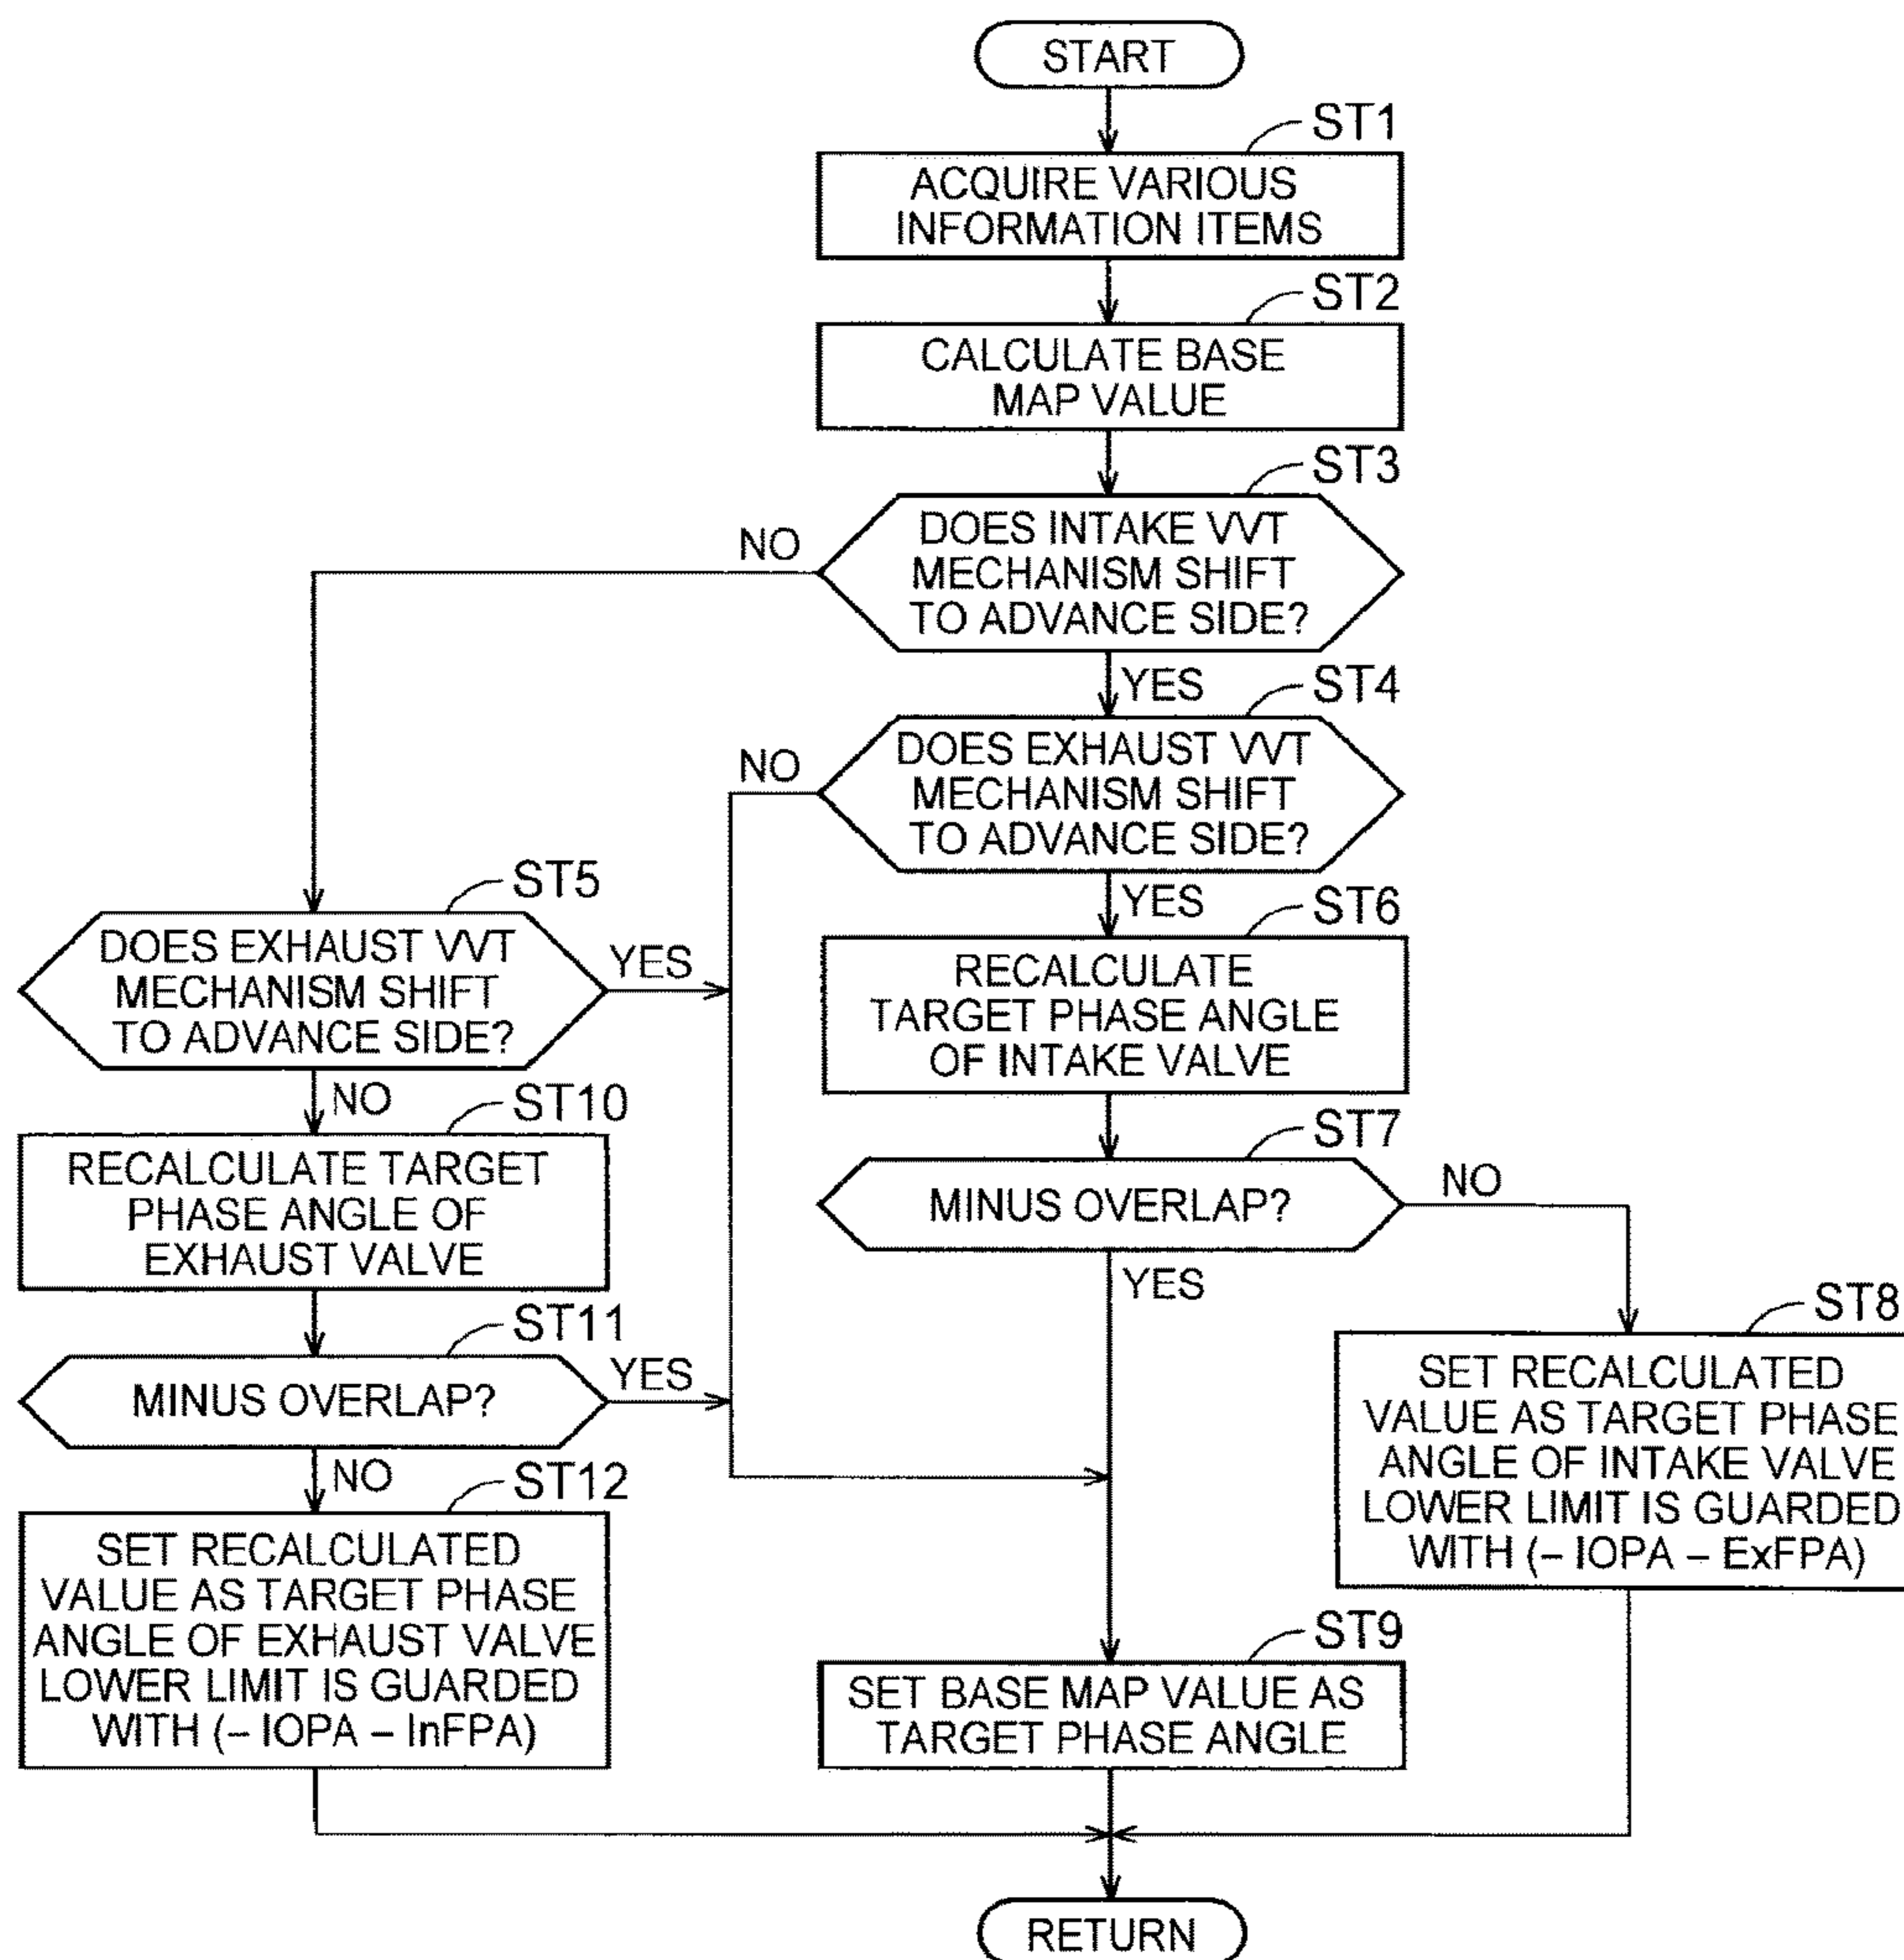 START
ST1
ACQUIRE VARIOUS
INFORMATION ITEMS
ST2
CALCULATE BASE
MAP VALUE
ST3
DOES INTAKE VVT
MECHANISM SHIFT
TO ADVANCE SIDE?
NO
YES
ST4
DOES EXHAUST VVT
MECHANISM SHIFT
TO ADVANCE SIDE?
NO
YES
ST5
DOES EXHAUST VVT
MECHANISM SHIFT
TO ADVANCE SIDE?
YES
NO
ST6
RECALCULATE
TARGET PHASE ANGLE
OF INTAKE VALVE
ST10
RECALCULATE TARGET
PHASE ANGLE OF
EXHAUST VALVE
ST7
MINUS OVERLAP?
NO
YES
ST11
MINUS OVERLAP?
YES
NO
ST8
SET RECALCULATED
VALUE AS TARGET PHASE
ANGLE OF INTAKE VALVE
LOWER LIMIT IS GUARDED
WITH (– IOPA – ExFPA)
ST12
SET RECALCULATED
VALUE AS TARGET PHASE
ANGLE OF EXHAUST VALVE
LOWER LIMIT IS GUARDED
WITH (– IOPA – InFPA)
ST9
SET BASE MAP VALUE AS
TARGET PHASE ANGLE
RETURN